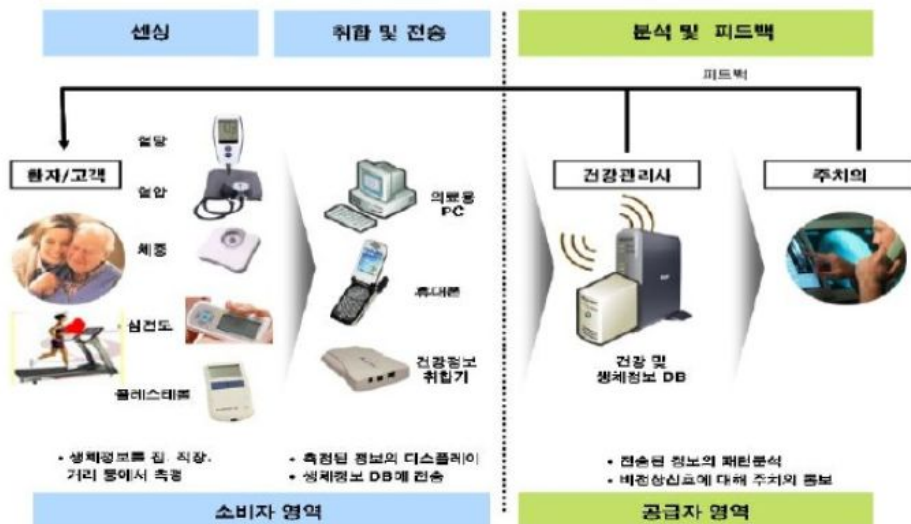 센싱
취합 및 전송
분석 및 피드백
피드백
환자/고객
혈당
혈압
체중
심전도
콜레스테롤
의료용
PC
휴대폰
건강정보
취합기
건강관리사
주치의
건강 및
생체정보 DB
• 생체정보를 집, 직장,
거리 등에서 측정
• 측정된 정보의 디스플레이
• 생체정보 DB에 전송
• 전송된 정보의 패턴분석
• 비정상신호에 대해 주치의 통보
소비자 영역
공급자 영역